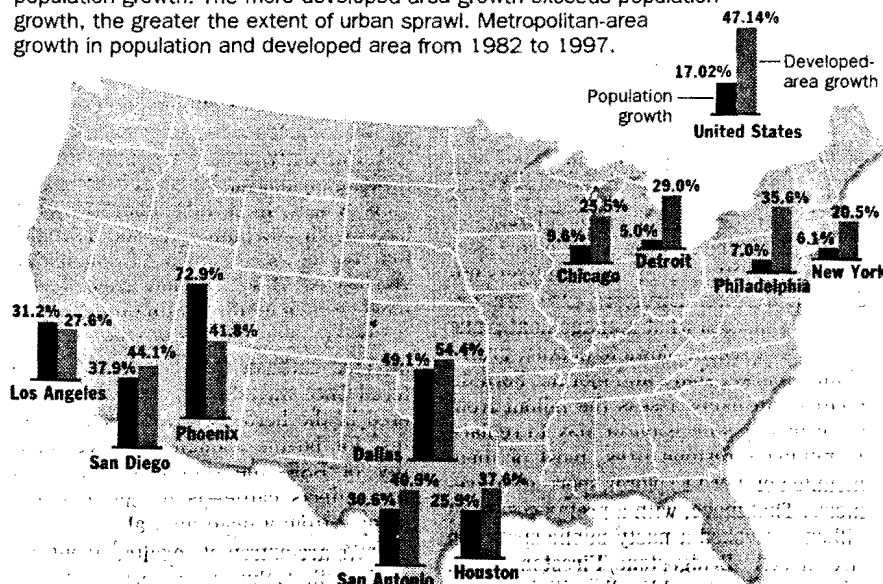 population growth. The more developed area growth exceeds population
growth, the greater the extent of urban sprawl. Metropolitan-area
growth in population and developed area from 1982 to 1997.
47.14%
17.02%
Developed-
area growth
Population
growth
United States
29.0%
25.5%
9.6%
5.0%
Chicago
Detroit
35.6%
20.5%
7.0%
6.1%
Philadelphia
New York
72.9%
41.8%
Phoenix
31.2%
27.6%
Los Angeles
44.1%
37.9%
San Diego
54.4%
49.1%
Dallas
40.9%
30.6%
San Antonio
37.6%
25.9%
Houston